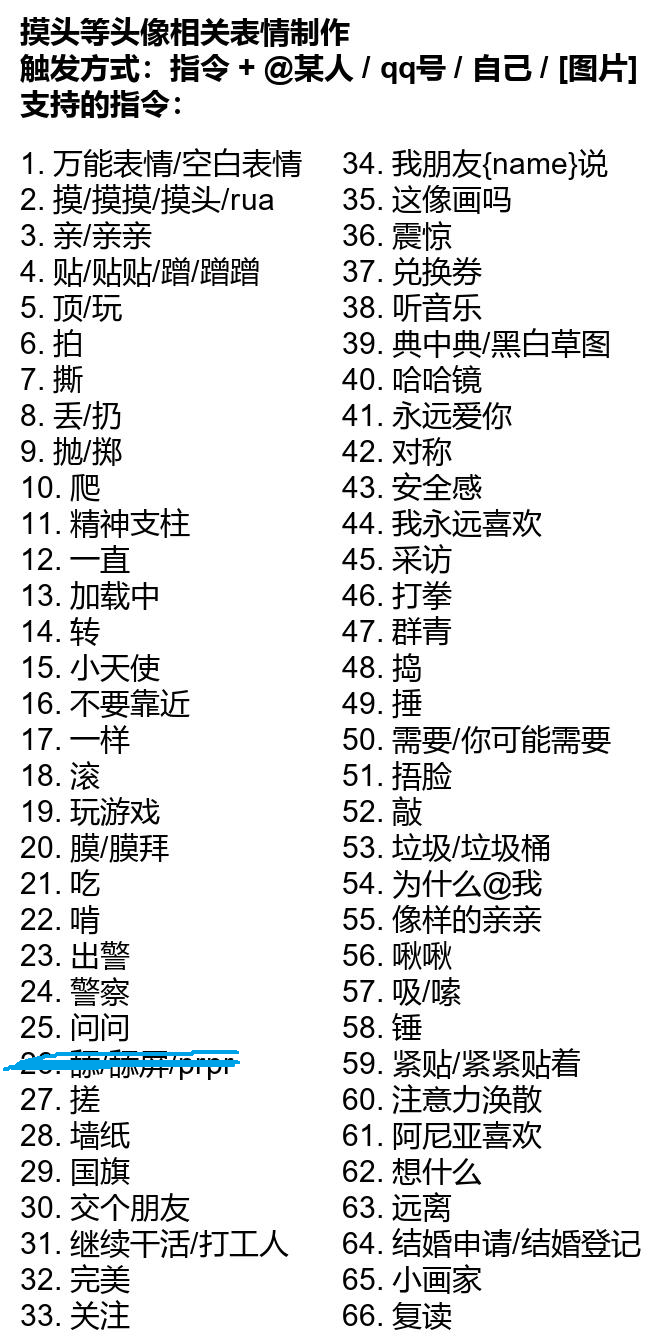 摸头等头像相关表情制作
触发方式：指令 + @某人 / qq号 / 自己 / [图片]
支持的指令：
1. 万能表情/空白表情
2. 摸/摸摸/摸头/rua
3. 亲/亲亲
4. 贴/贴贴/蹭/蹭蹭
5. 顶/玩
6. 拍
7. 撕
8. 丢/扔
9. 抛/掷
10. 爬
11. 精神支柱
12. 一直
13. 加载中
14. 转
15. 小天使
16. 不要靠近
17. 一样
18. 滚
19. 玩游戏
20. 膜/膜拜
21. 吃
22. 啃
23. 出警
24. 警察
25. 问问
26. 舔/舔屏/prpr
27. 搓
28. 墙纸
29. 国旗
30. 交个朋友
31. 继续干活/打工人
32. 完美
33. 关注
34. 我朋友{name}说
35. 这像画吗
36. 震惊
37. 兑换券
38. 听音乐
39. 典中典/黑白草图
40. 哈哈镜
41. 永远爱你
42. 对称
43. 安全感
44. 我永远喜欢
45. 采访
46. 打拳
47. 群青
48. 捣
49. 捶
50. 需要/你可能需要
51. 捂脸
52. 敲
53. 垃圾/垃圾桶
54. 为什么@我
55. 像样的亲亲
56. 啾啾
57. 吸/嗦
58. 锤
59. 紧贴/紧紧贴着
60. 注意力涣散
61. 阿尼亚喜欢
62. 想什么
63. 远离
64. 结婚申请/结婚登记
65. 小画家
66. 复读